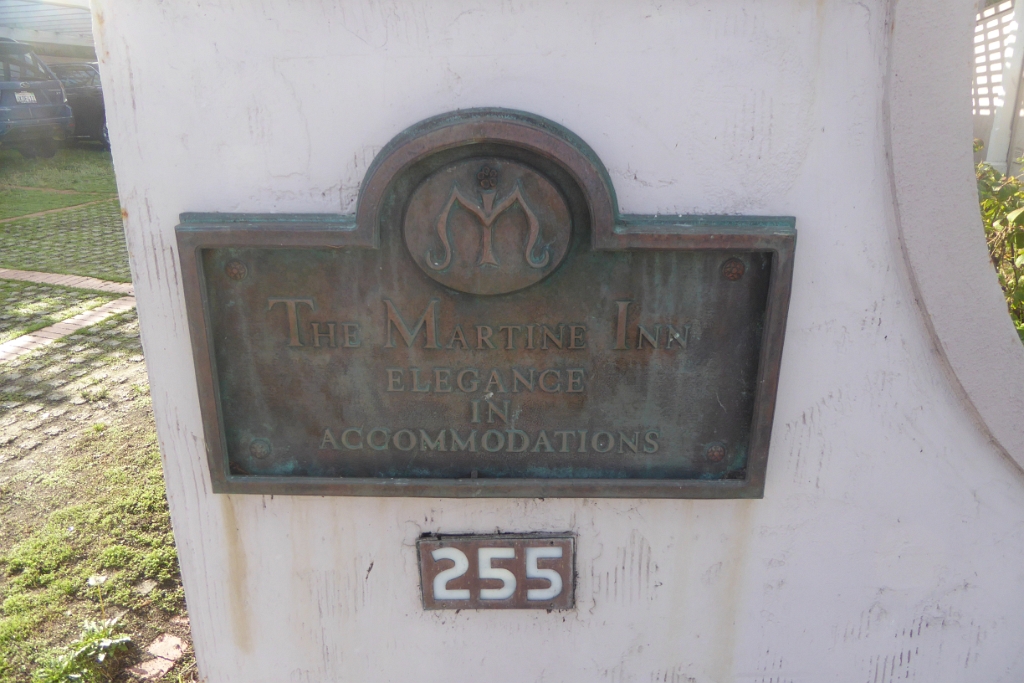 M
The Martine Inn
ELEGANCE
IN
ACCOMMODATIONS
255